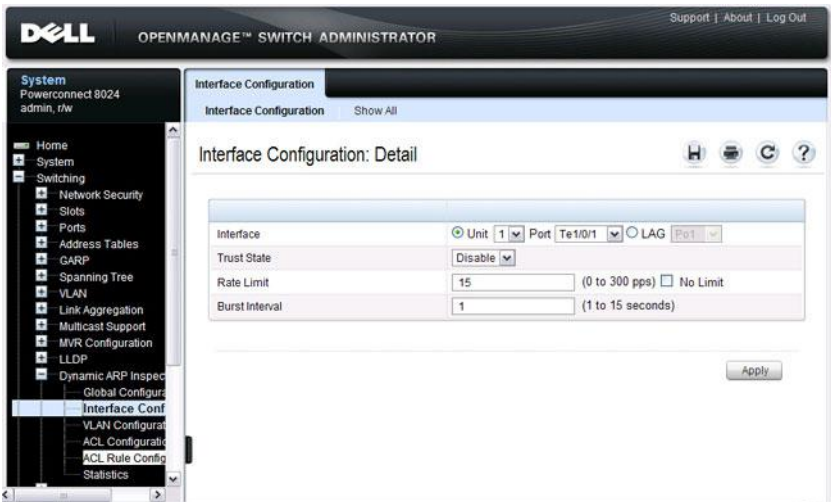 Support | About | Log Out
DELL
OPENMANAGE™ SWITCH ADMINISTRATOR
System
Powerconnect 8024
admin, r/w
Home
System
Switching
Network Security
Slots
Ports
Address Tables
GARP
Spanning Tree
VLAN
Link Aggregation
Multicast Support
MVR Configuration
LLDP
Dynamic ARP Inspec
Global Configura
Interface Conf
VLAN Configurat
ACL Configuratio
ACL Rule Config
Statistics
Interface Configuration
Interface Configuration Show All
Interface Configuration: Detail
Interface Unit 1 Port Te1/0/1 LAG Po1
Trust State Disable
Rate Limit 15 (0 to 300 pps) No Limit
Burst Interval 1 (1 to 15 seconds)
Apply